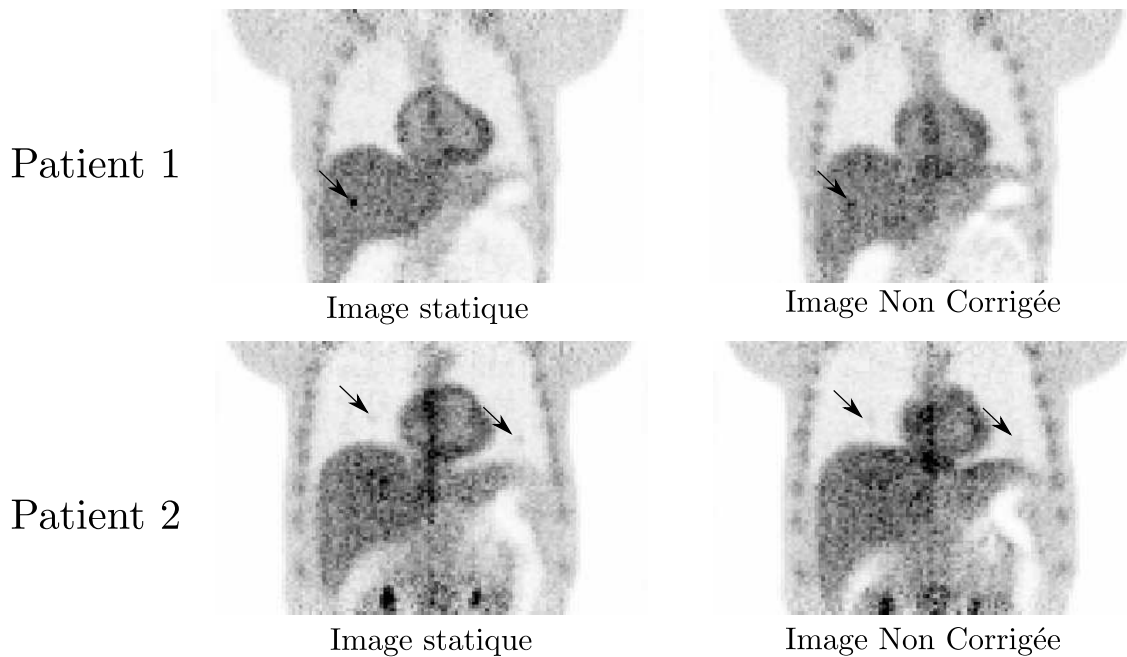 Patient 1
Image statique
Image Non Corrigée
Patient 2
Image statique
Image Non Corrigée